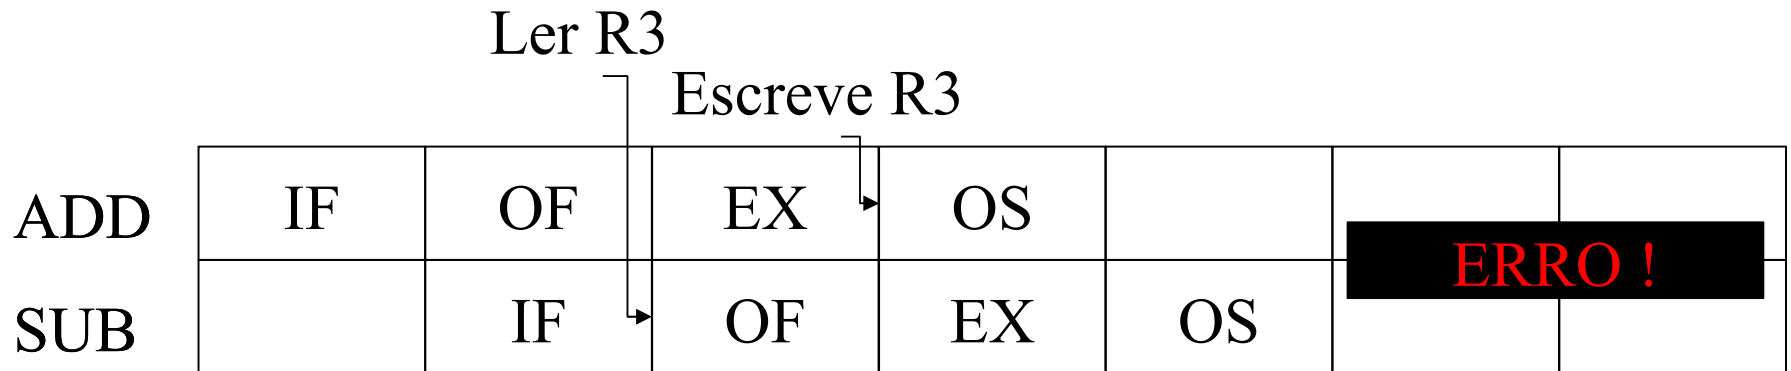 Ler R3
Escreve R3
ADD IF OF EX OS
ERRO !
SUB IF OF EX OS